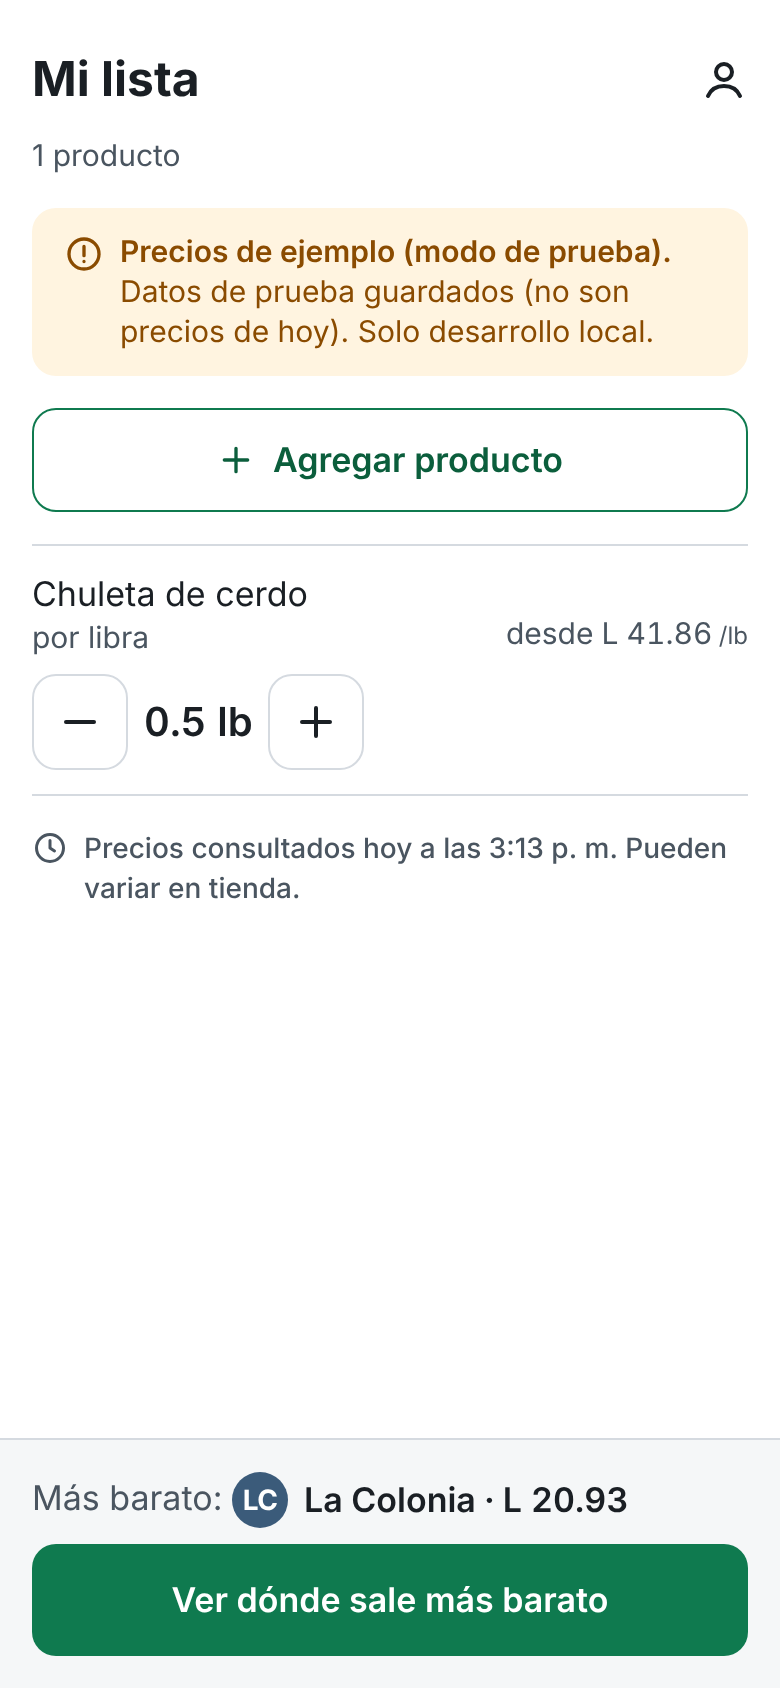 Mi lista
1 producto
Precios de ejemplo (modo de prueba).
Datos de prueba guardados (no son
precios de hoy). Solo desarrollo local.
Agregar producto
Chuleta de cerdo
por libra
desde L 41.86 /lb
0.5 lb
Precios consultados hoy a las 3:13 p. m. Pueden
variar en tienda.
Más barato: LC La Colonia · L 20.93
Ver dónde sale más barato